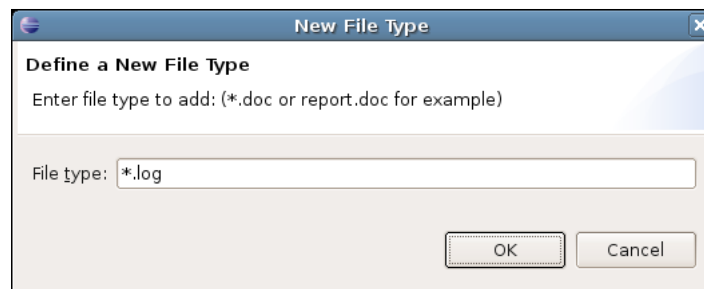 New File Type
Define a New File Type
Enter file type to add: (*.doc or report.doc for example)
File type: *.log
OK Cancel